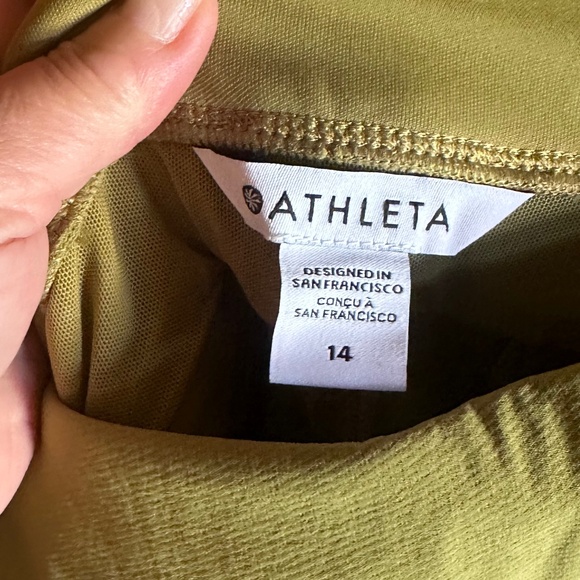 ATHLETA
DESIGNED IN
SAN FRANCISCO
CONÇU À
SAN FRANCISCO
14